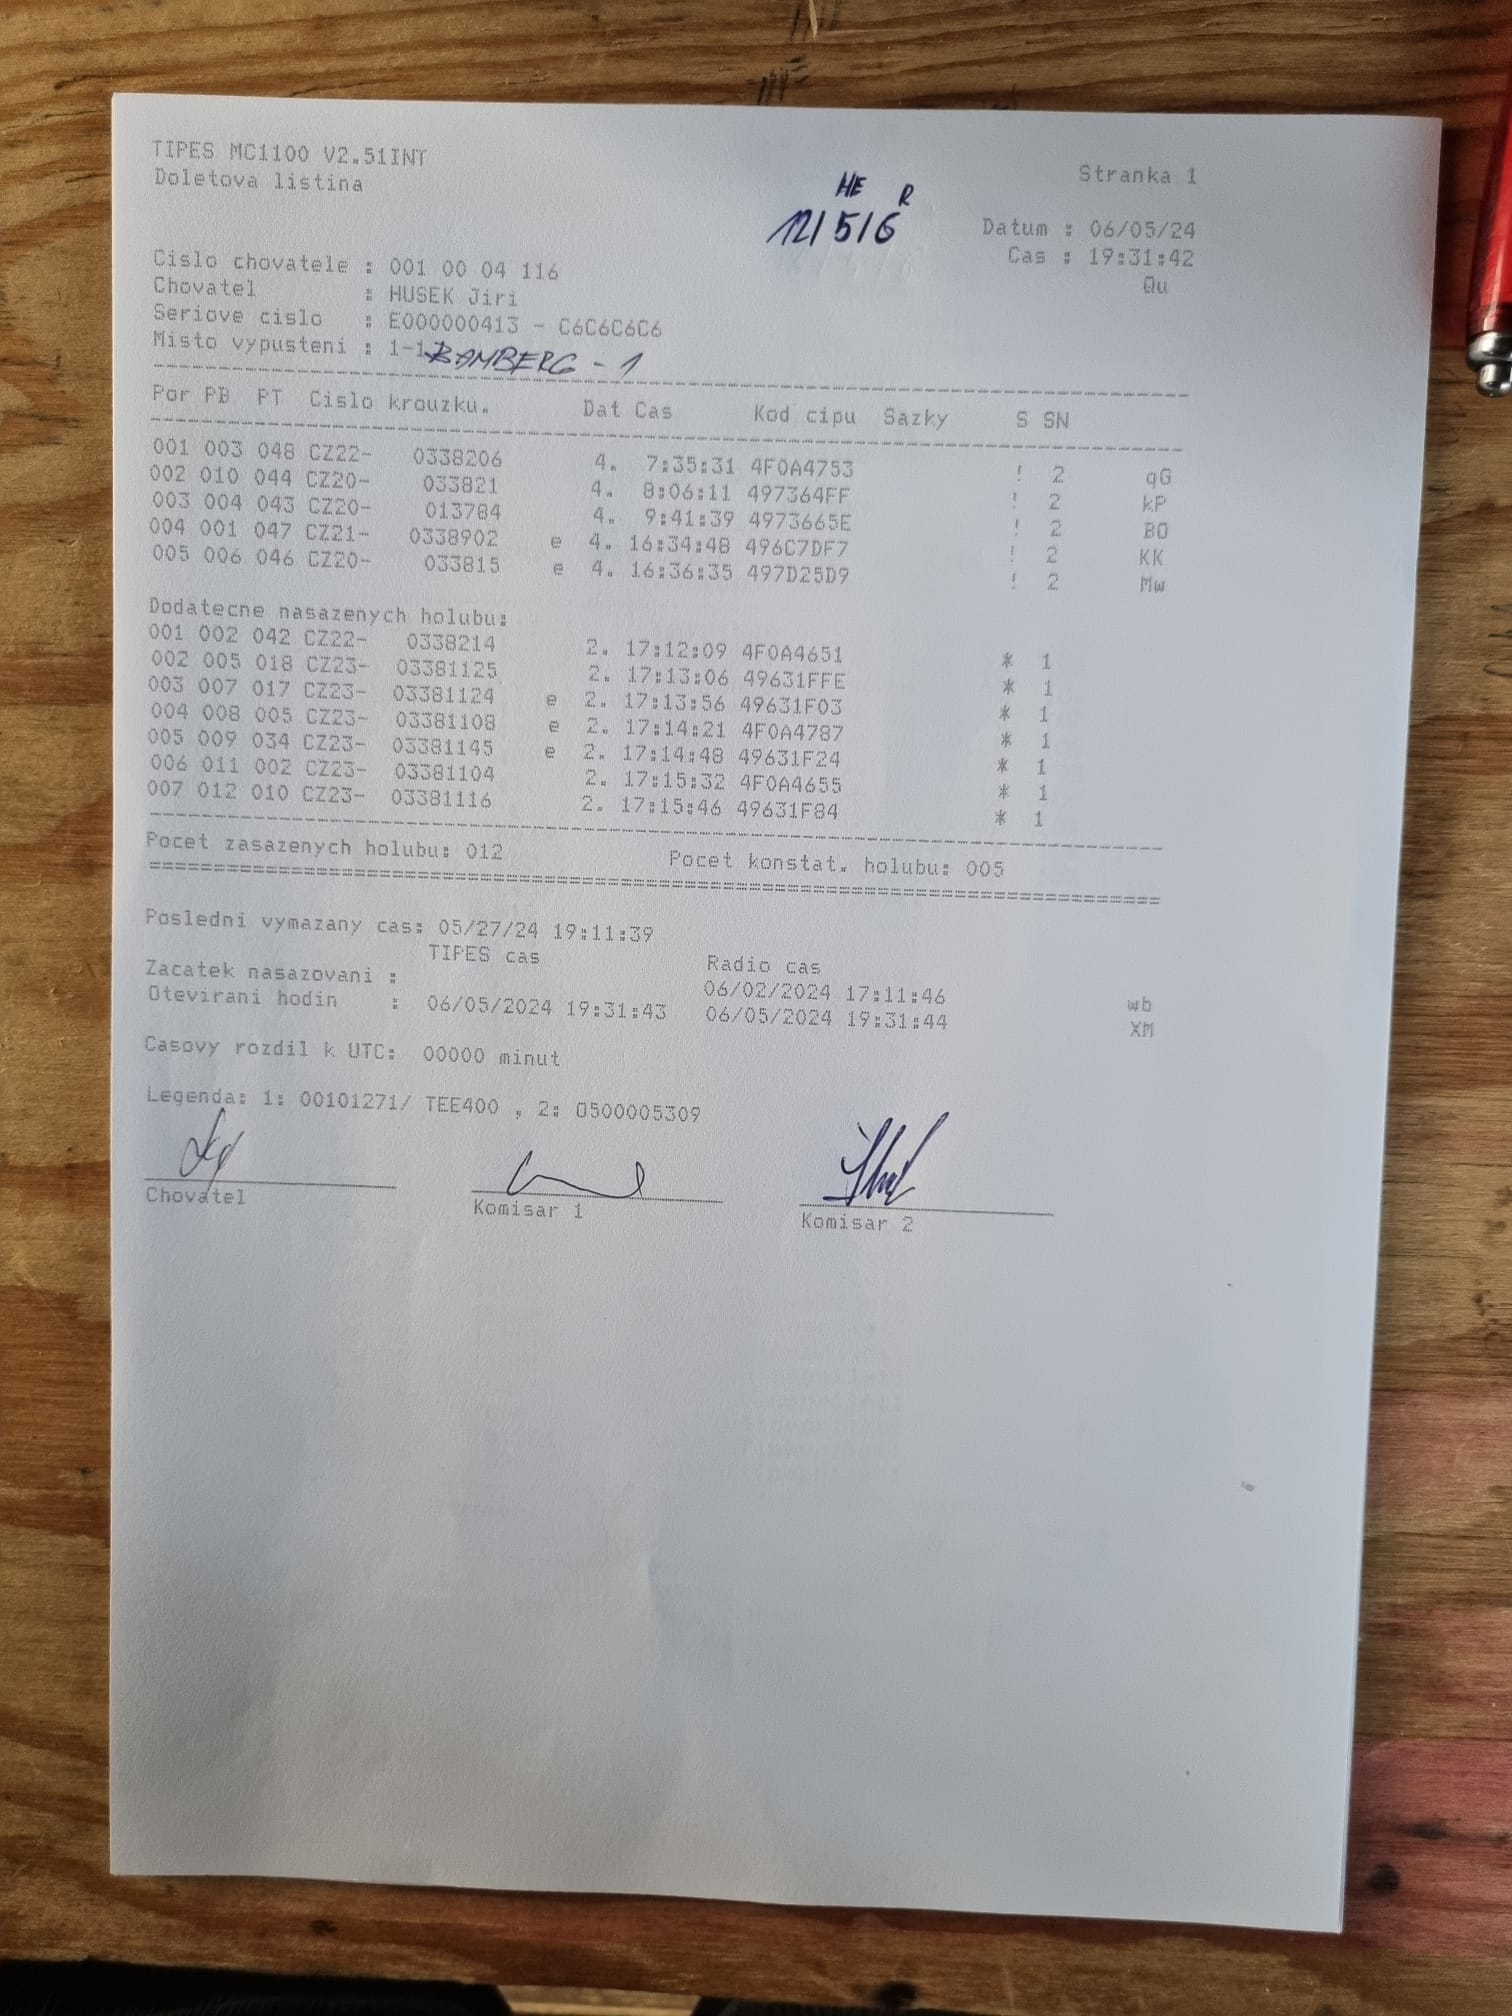 TIPES MC1100 V2.51INT
Doletova listina
Stranka 1
HE R
12/5/6
Datum : 06/05/24
Cas : 19:31:42
Qu
Cislo chovatele : 001 00 04 116
Chovatel : HUSEK Jiri
Seriove cislo : E000000413 - C6C6C6C6
Misto vypusteni : 1-1 BAMBERG - 1
Por PB PT Cislo krouzku. Dat Cas Kod cipu Sazky S SN
001 003 048 CZ22- 0338206 4. 7:35:31 4F0A4753 ! 2 qG
002 010 044 CZ20- 033821 4. 8:06:11 497364FF ! 2 kP
003 004 043 CZ20- 013784 4. 9:41:39 4973665E ! 2 BO
004 001 047 CZ21- 0338902 e 4. 16:34:48 496C7DF7 ! 2 KK
005 006 046 CZ20- 033815 e 4. 16:36:35 497D25D9 ! 2 Mw
Dodatecne nasazenych holubu:
001 002 042 CZ22- 0338214 2. 17:12:09 4F0A4651 * 1
002 005 018 CZ23- 03381125 2. 17:13:06 49631FFE * 1
003 007 017 CZ23- 03381124 e 2. 17:13:56 49631F03 * 1
004 008 005 CZ23- 03381108 e 2. 17:14:21 4F0A4787 * 1
005 009 034 CZ23- 03381145 e 2. 17:14:48 49631F24 * 1
006 011 002 CZ23- 03381104 2. 17:15:32 4F0A4655 * 1
007 012 010 CZ23- 03381116 2. 17:15:46 49631F84 * 1
Pocet zasazenych holubu: 012 Pocet konstat. holubu: 005
Posledni vymazany cas: 05/27/24 19:11:39
TIPES cas Radio cas
Zacatek nasazovani : 06/02/2024 17:11:46 wb
Otevirani hodin : 06/05/2024 19:31:43 06/05/2024 19:31:44 XM
Casovy rozdil k UTC: 00000 minut
Legenda: 1: 00101271/ TEE400 , 2: 0500005309
Chovatel Komisar 1 Komisar 2